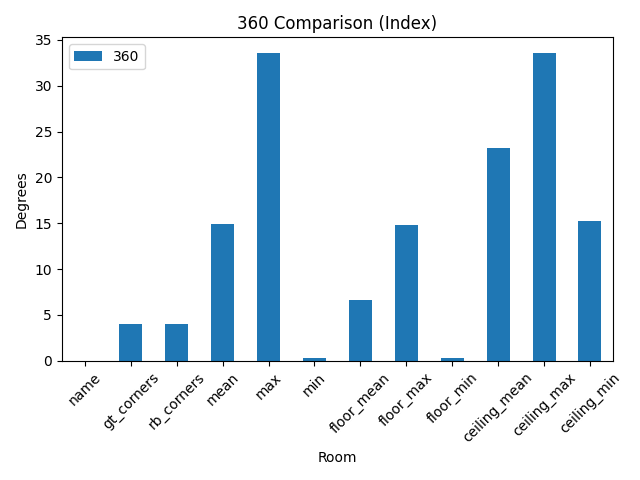 360 Comparison (Index)
360
Degrees
35
30
25
20
15
10
5
0
name
gt_corners
rb_corners
mean
max
min
floor_mean
floor_max
floor_min
ceiling_mean
ceiling_max
ceiling_min
Room